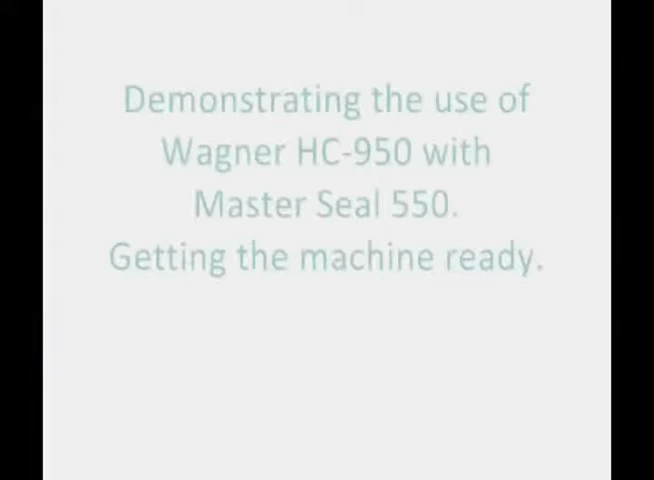 Demonstrating the use of
Wagner HC-950 with
Master Seal 550.
Getting the machine ready.